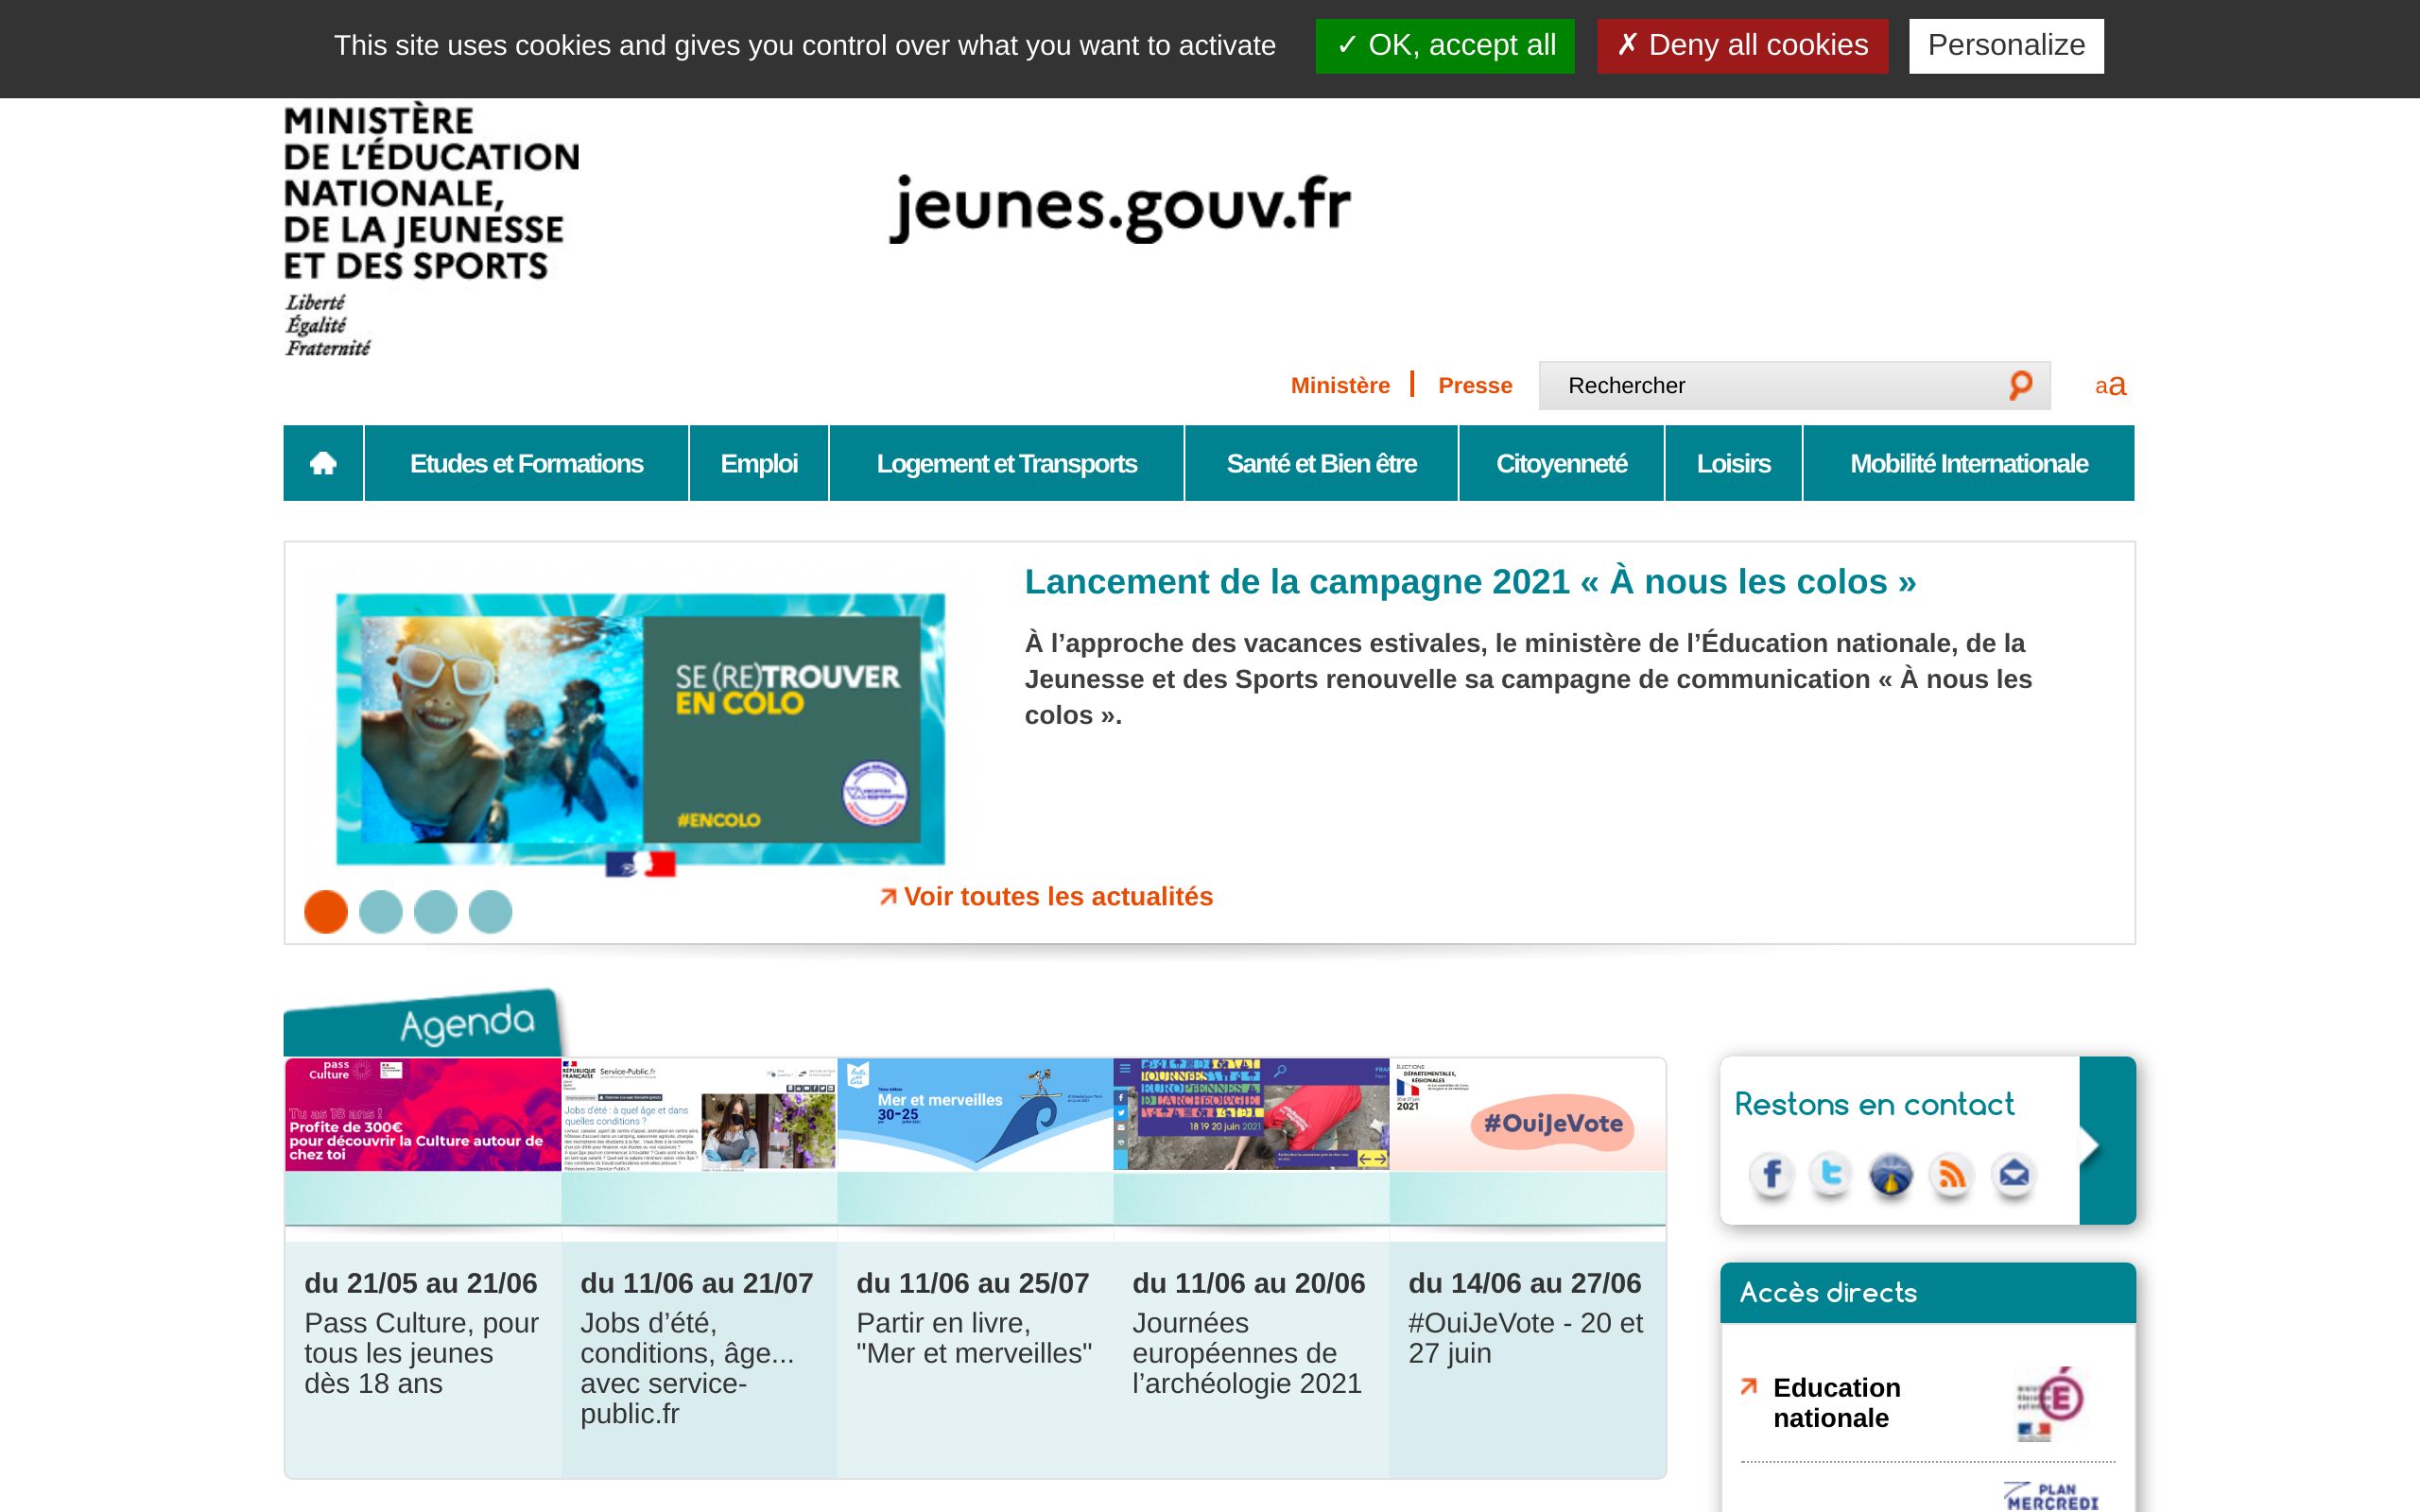 This site uses cookies and gives you control over what you want to activate
✓ OK, accept all
✗ Deny all cookies
Personalize
MINISTÈRE
DE L'ÉDUCATION
NATIONALE,
DE LA JEUNESSE
ET DES SPORTS
Liberté
Égalité
Fraternité
jeunes.gouv.fr
Ministère
Presse
Rechercher
aa
Etudes et Formations
Emploi
Logement et Transports
Santé et Bien être
Citoyenneté
Loisirs
Mobilité Internationale
SE (RE)TROUVER
EN COLO
#ENCOLO
Lancement de la campagne 2021 « À nous les colos »
À l’approche des vacances estivales, le ministère de l’Éducation nationale, de la
Jeunesse et des Sports renouvelle sa campagne de communication « À nous les
colos ».
Voir toutes les actualités
Agenda
pass
Culture
Tu as 18 ans !
Profite de 300€
pour découvrir la Culture autour de
chez toi
RÉPUBLIQUE
FRANÇAISE
Service-Public.fr
Jobs d'été : à quel âge et dans
quelles conditions ?
Mer et merveilles
30-25
JOURNÉES
EUROPÉENNES
DE L'ARCHÉOLOGIE
18 19 20 juin 2021
ÉLECTIONS
DÉPARTEMENTALES,
RÉGIONALES
2021
#OuiJeVote
du 21/05 au 21/06
Pass Culture, pour
tous les jeunes
dès 18 ans
du 11/06 au 21/07
Jobs d’été,
conditions, âge...
avec service-
public.fr
du 11/06 au 25/07
Partir en livre,
"Mer et merveilles"
du 11/06 au 20/06
Journées
européennes de
l’archéologie 2021
du 14/06 au 27/06
#OuiJeVote - 20 et
27 juin
Restons en contact
Accès directs
Education
nationale
PLAN
MERCREDI